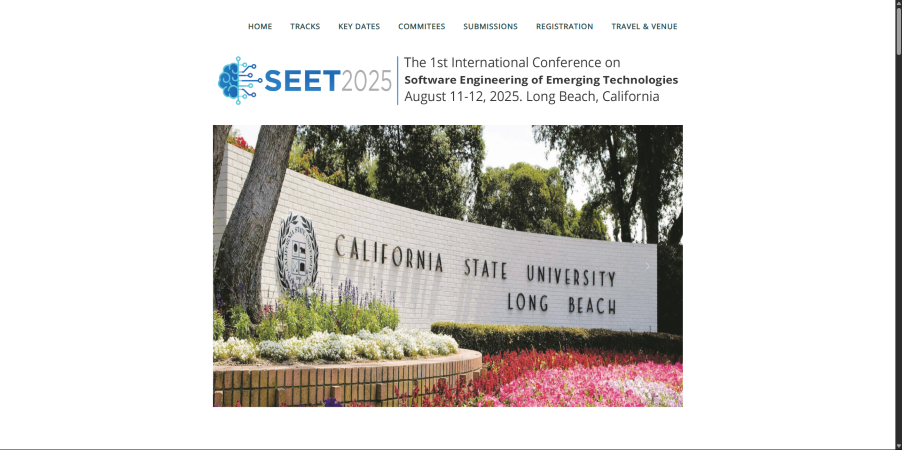 HOME TRACKS KEY DATES COMMITEES SUBMISSIONS REGISTRATION TRAVEL & VENUE
SEET2025
The 1st International Conference on
Software Engineering of Emerging Technologies
August 11-12, 2025. Long Beach, California
CALIFORNIA STATE UNIVERSITY
LONG BEACH